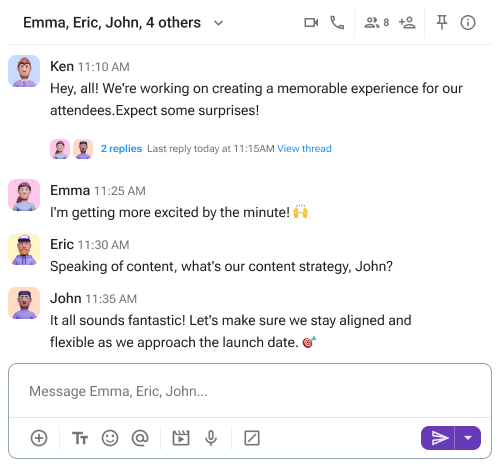 Emma, Eric, John, 4 others
8
Ken 11:10 AM
Hey, all! We're working on creating a memorable experience for our
attendees.Expect some surprises!
2 replies Last reply today at 11:15AM View thread
Emma 11:25 AM
I'm getting more excited by the minute! 🙌
Eric 11:30 AM
Speaking of content, what's our content strategy, John?
John 11:35 AM
It all sounds fantastic! Let's make sure we stay aligned and
flexible as we approach the launch date. 🎯
Message Emma, Eric, John...
Tт